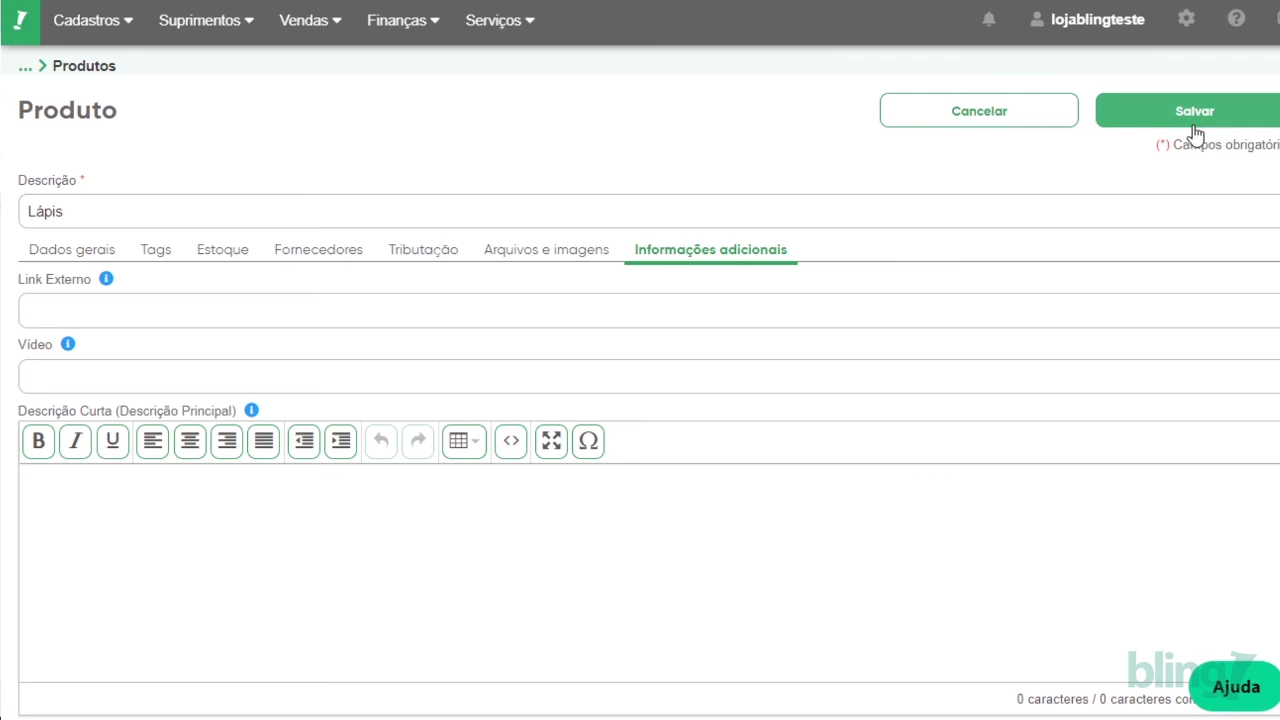 Cadastros Suprimentos Vendas Finanças Serviços lojablingteste
... > Produtos
Produto
Cancelar
Salvar
(*) Campos obrigatóri
Descrição *
Lápis
Dados gerais Tags Estoque Fornecedores Tributação Arquivos e imagens Informações adicionais
Link Externo
Vídeo
Descrição Curta (Descrição Principal)
B I U
0 caracteres / 0 caracteres con
bling!
Ajuda